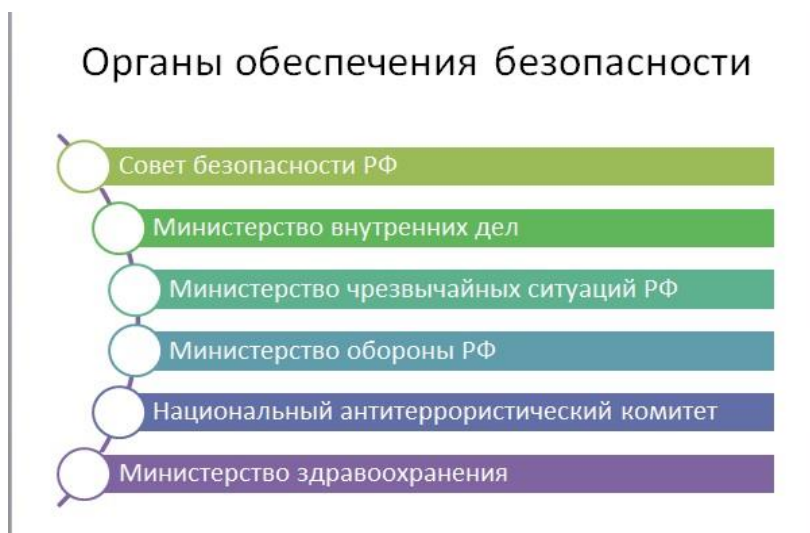 Органы обеспечения безопасности
Совет безопасности РФ
Министерство внутренних дел
Министерство чрезвычайных ситуаций РФ
Министерство обороны РФ
Национальный антитеррористический комитет
Министерство здравоохранения